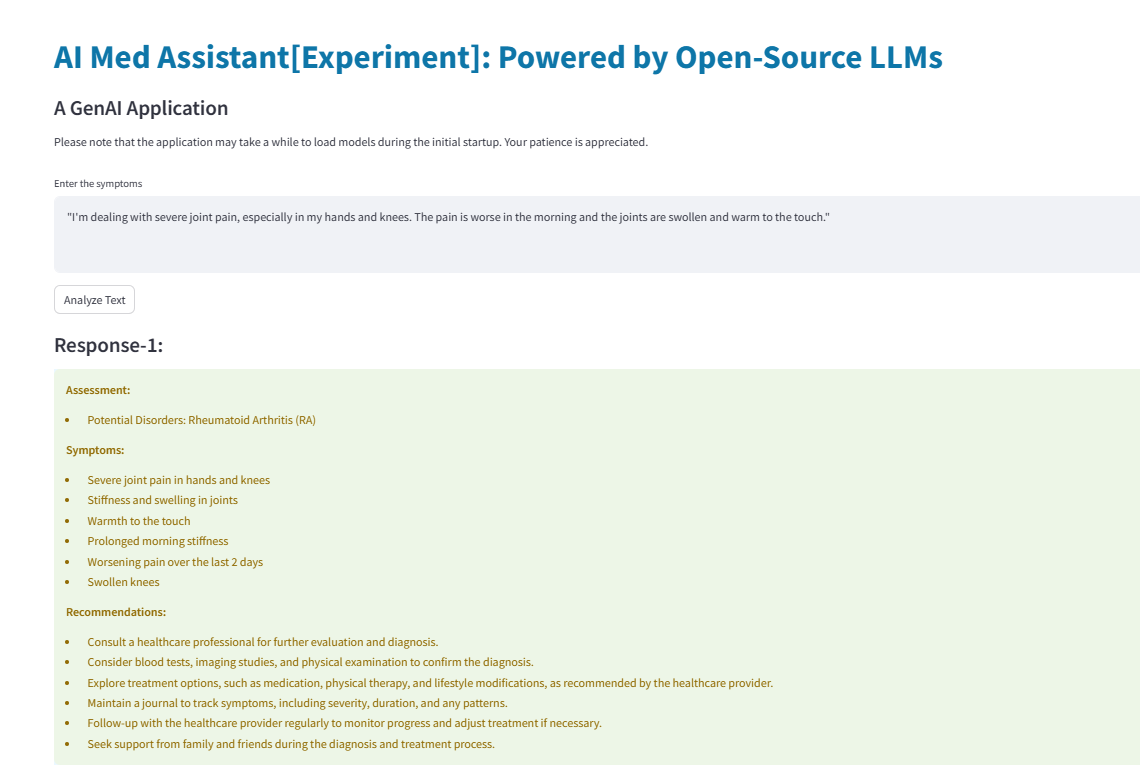 AI Med Assistant[Experiment]: Powered by Open-Source LLMs
A GenAI Application
Please note that the application may take a while to load models during the initial startup. Your patience is appreciated.
Enter the symptoms
"I'm dealing with severe joint pain, especially in my hands and knees. The pain is worse in the morning and the joints are swollen and warm to the touch."
Analyze Text
Response-1:
Assessment:
• Potential Disorders: Rheumatoid Arthritis (RA)
Symptoms:
• Severe joint pain in hands and knees
• Stiffness and swelling in joints
• Warmth to the touch
• Prolonged morning stiffness
• Worsening pain over the last 2 days
• Swollen knees
Recommendations:
• Consult a healthcare professional for further evaluation and diagnosis.
• Consider blood tests, imaging studies, and physical examination to confirm the diagnosis.
• Explore treatment options, such as medication, physical therapy, and lifestyle modifications, as recommended by the healthcare provider.
• Maintain a journal to track symptoms, including severity, duration, and any patterns.
• Follow-up with the healthcare provider regularly to monitor progress and adjust treatment if necessary.
• Seek support from family and friends during the diagnosis and treatment process.